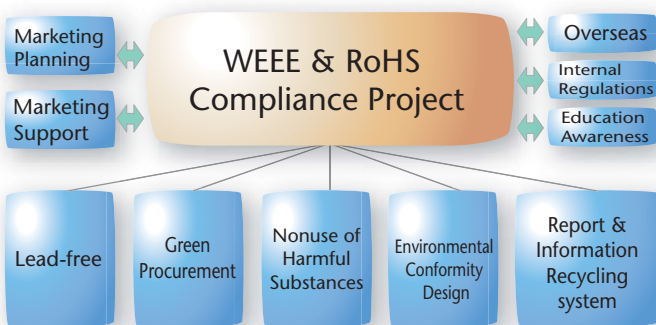 Marketing
Planning
Marketing
Support
WEEE & RoHS
Compliance Project
Overseas
Internal
Regulations
Education
Awareness
Lead-free
Green
Procurement
Nonuse of
Harmful
Substances
Environmental
Conformity
Design
Report &
Information
Recycling
system